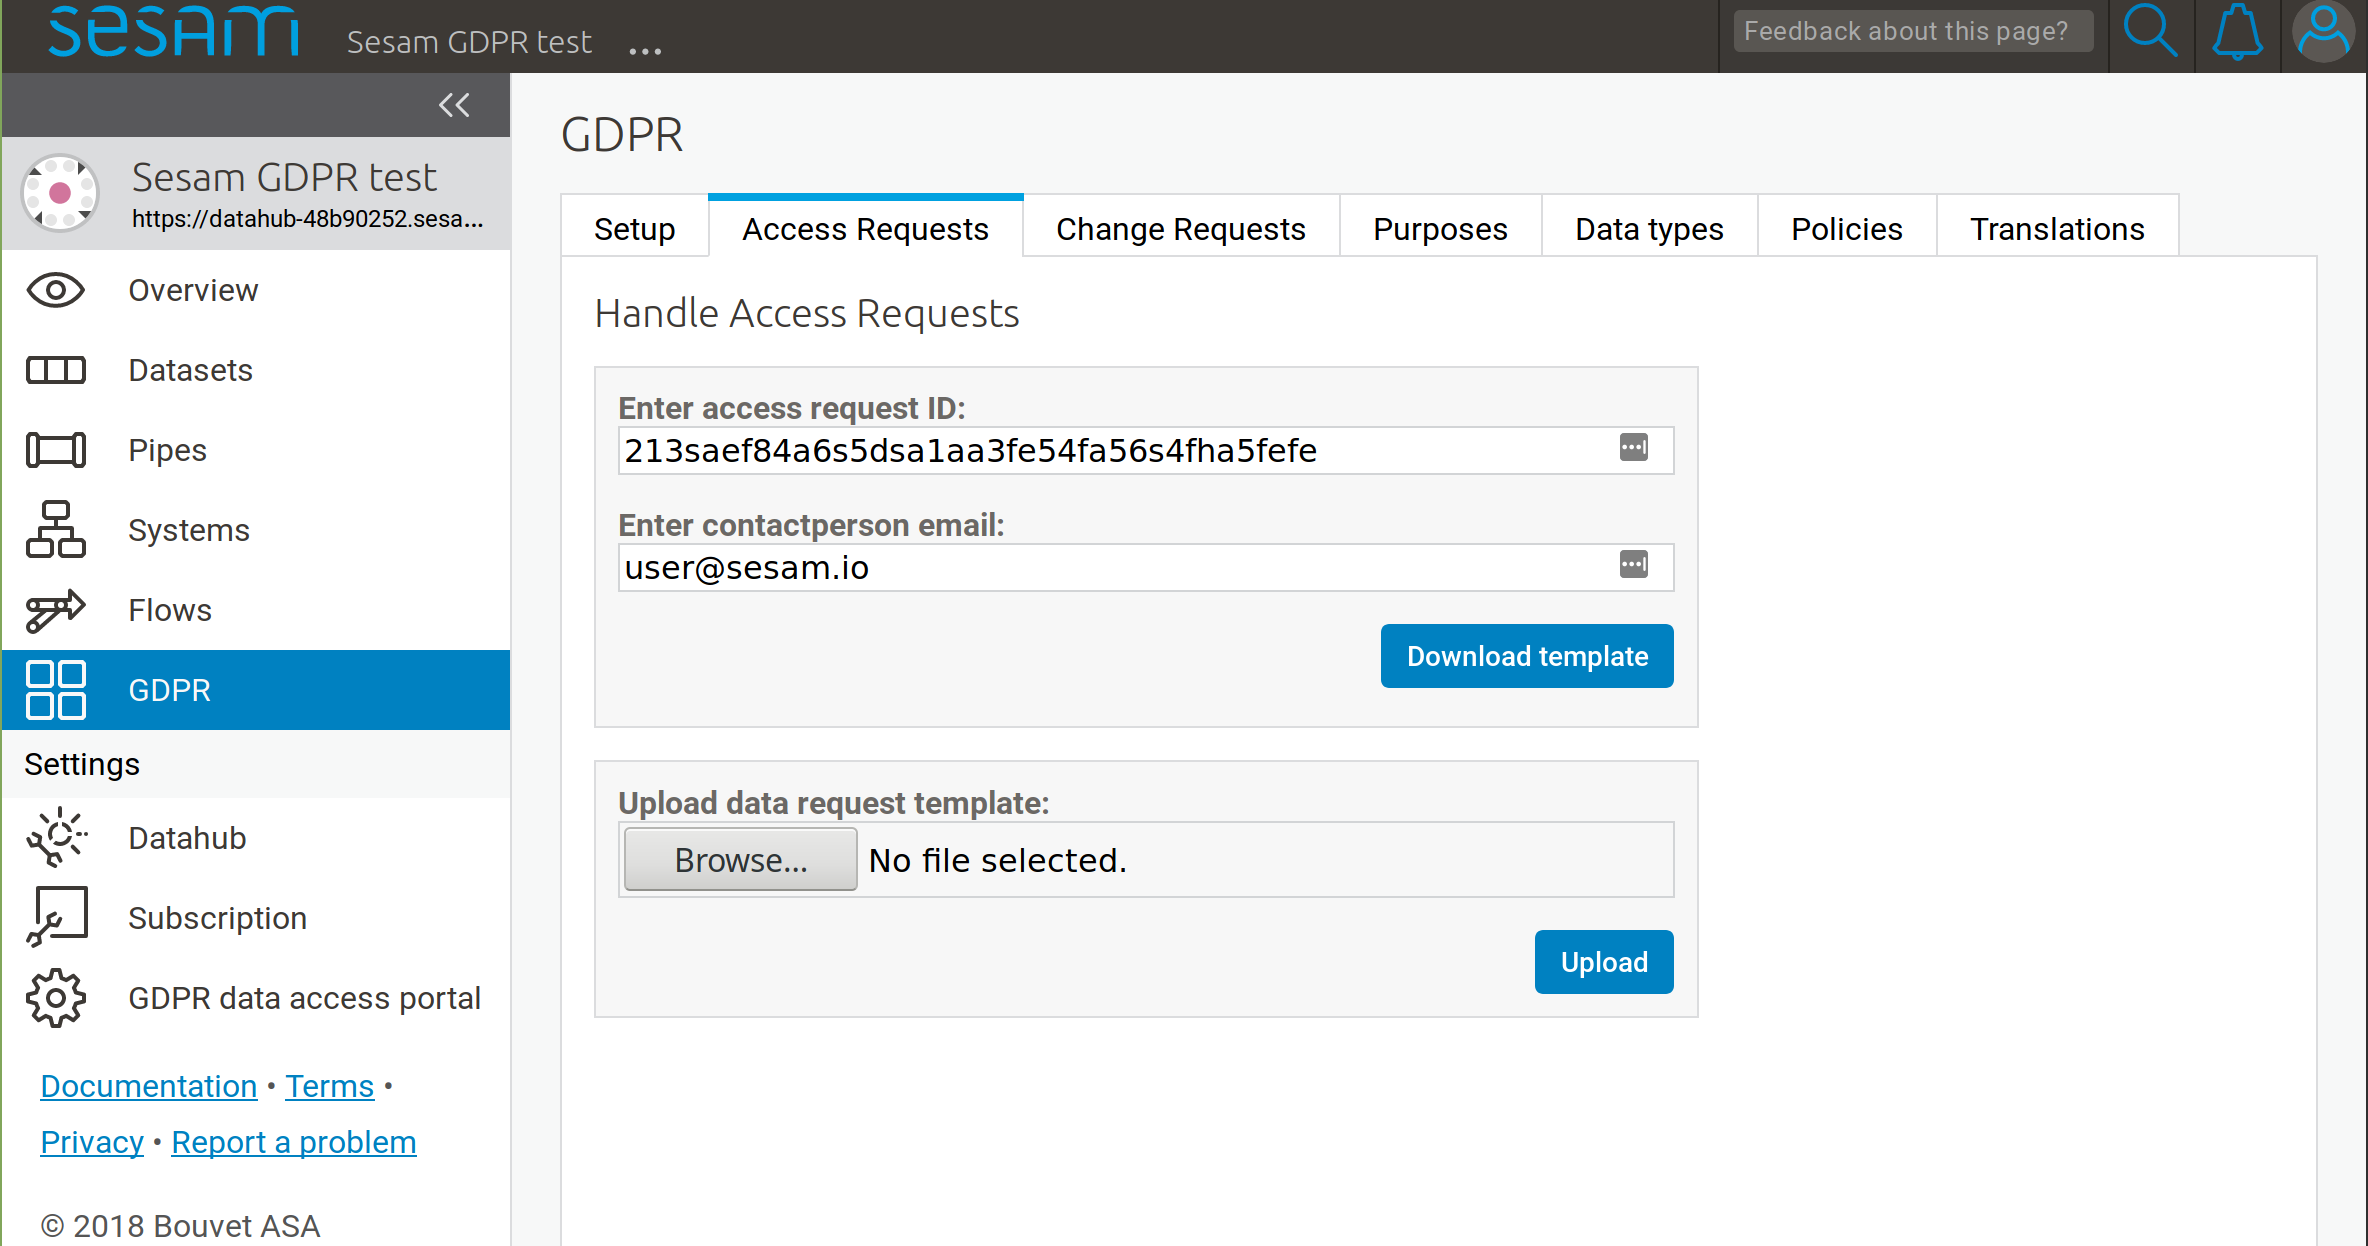 sesam
Sesam GDPR test ...
Feedback about this page?
Sesam GDPR test
https://datahub-48b90252.sesa...
Overview
Datasets
Pipes
Systems
Flows
GDPR
Settings
Datahub
Subscription
GDPR data access portal
Documentation • Terms •
Privacy • Report a problem
© 2018 Bouvet ASA
GDPR
Setup
Access Requests
Change Requests
Purposes
Data types
Policies
Translations
Handle Access Requests
Enter access request ID:
213saef84a6s5dsa1aa3fe54fa56s4fha5fefe
Enter contactperson email:
user@sesam.io
Download template
Upload data request template:
Browse... No file selected.
Upload